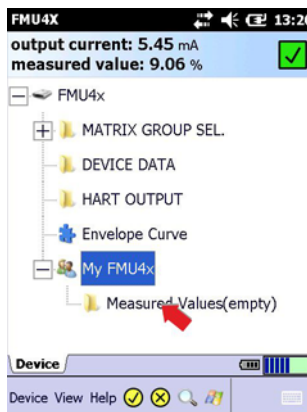 FMU4X 13:26
output current: 5.45 mA
measured value: 9.06 %
FMU4x
MATRIX GROUP SEL.
DEVICE DATA
HART OUTPUT
Envelope Curve
My FMU4x
Measured Values(empty)
Device
Device View Help